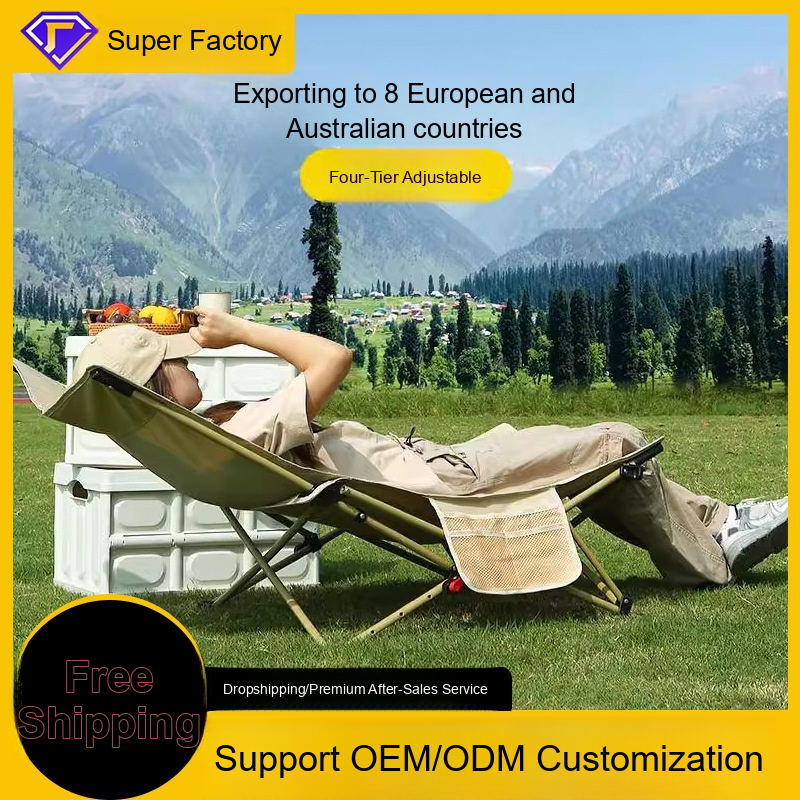 Super Factory
Exporting to 8 European and
Australian countries
Four-Tier Adjustable
Free
Shipping
Dropshipping/Premium After-Sales Service
Support OEM/ODM Customization